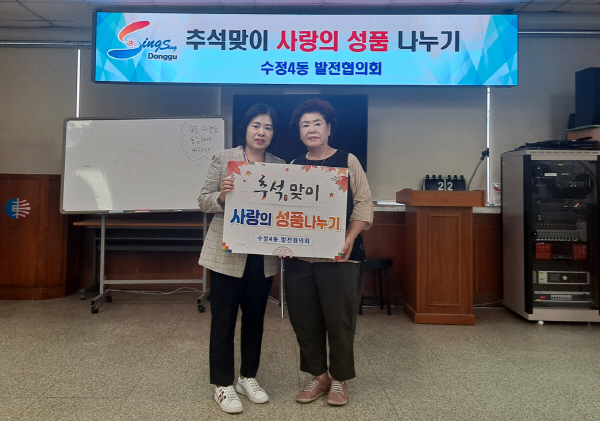 SingSing
Donggu
추석맞이 사랑의 성품 나누기
수정4동 발전협의회
추석맞이
사랑의 성품나누기
수정4동 발전협의회
22